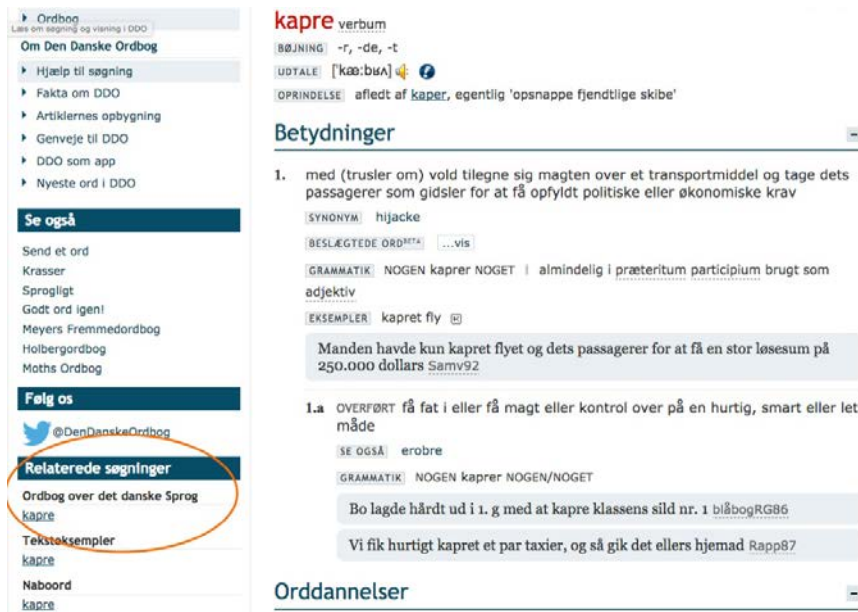 Ordbog
Læs om søgning og visning i DDO
Om Den Danske Ordbog
Hjælp til søgning
Fakta om DDO
Artiklernes opbygning
Genveje til DDO
DDO som app
Nyeste ord i DDO
Se også
Send et ord
Krasser
Sprogligt
Godt ord igen!
Meyers Fremmedordbog
Holbergordbog
Moths Ordbog
Følg os
@DenDanskeOrdbog
Relaterede søgninger
Ordbog over det danske Sprog
kapre
Teksteksempler
kapre
Naboord
kapre
kapre verbum
BØJNING -r, -de, -t
UDTALE [ˈkæːbʁʌ]
OPRINDELSE afledt af kaper, egentlig 'opsnappe fjendtlige skibe'
Betydninger
1. med (trusler om) vold tilegne sig magten over et transportmiddel og tage dets
passagerer som gidsler for at få opfyldt politiske eller økonomiske krav
SYNONYM hijacke
BESLÆGTEDE ORD BETA ...vis
GRAMMATIK NOGEN kaprer NOGET | almindelig i præteritum participium brugt som
adjektiv
EKSEMPLER kapret fly
Manden havde kun kapret flyet og dets passagerer for at få en stor løsesum på
250.000 dollars Samv92
1.a OVERFØRT få fat i eller få magt eller kontrol over på en hurtig, smart eller let
måde
SE OGSÅ erobre
GRAMMATIK NOGEN kaprer NOGEN/NOGET
Bo lagde hårdt ud i 1. g med at kapre klassens sild nr. 1 blåbogRG86
Vi fik hurtigt kapret et par taxier, og så gik det ellers hjemad Rapp87
Orddannelser